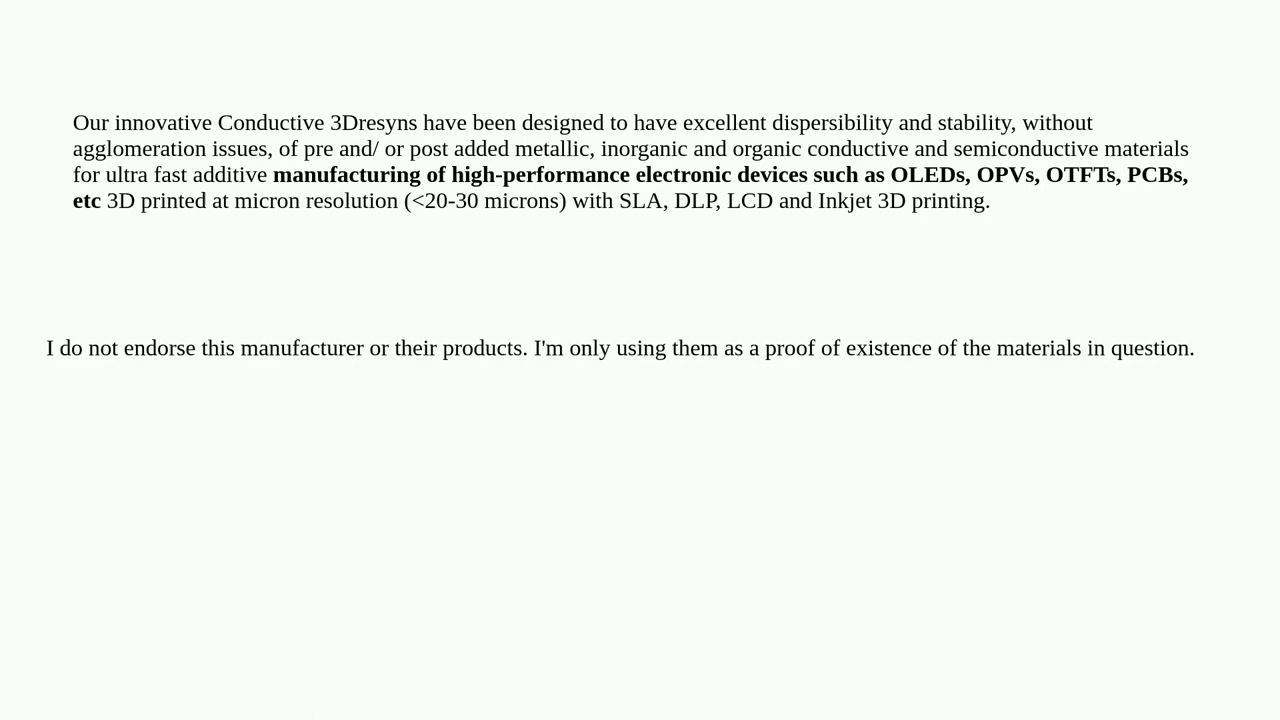 Our innovative Conductive 3Dresyns have been designed to have excellent dispersibility and stability, without
agglomeration issues, of pre and/ or post added metallic, inorganic and organic conductive and semiconductive materials
for ultra fast additive manufacturing of high-performance electronic devices such as OLEDs, OPVs, OTFTs, PCBs,
etc 3D printed at micron resolution (<20-30 microns) with SLA, DLP, LCD and Inkjet 3D printing.
I do not endorse this manufacturer or their products. I'm only using them as a proof of existence of the materials in question.